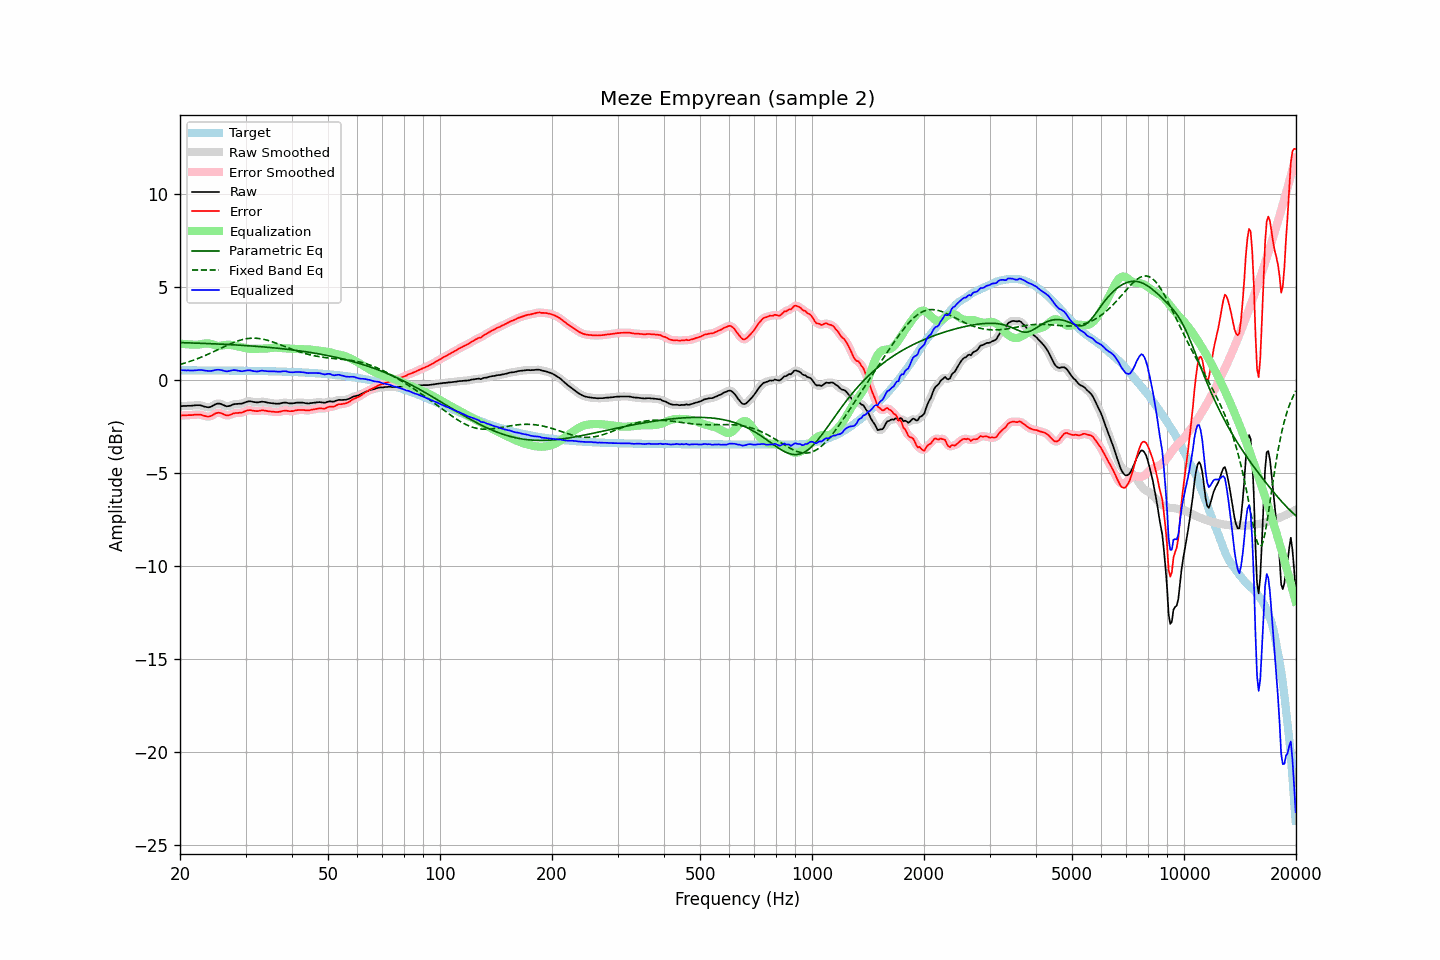 Meze Empyrean (sample 2)
Target
Raw Smoothed
Error Smoothed
Raw
Error
Equalization
Parametric Eq
Fixed Band Eq
Equalized
10
5
0
−5
−10
−15
−20
−25
Amplitude (dBr)
20 50 100 200 500 1000 2000 5000 10000 20000
Frequency (Hz)